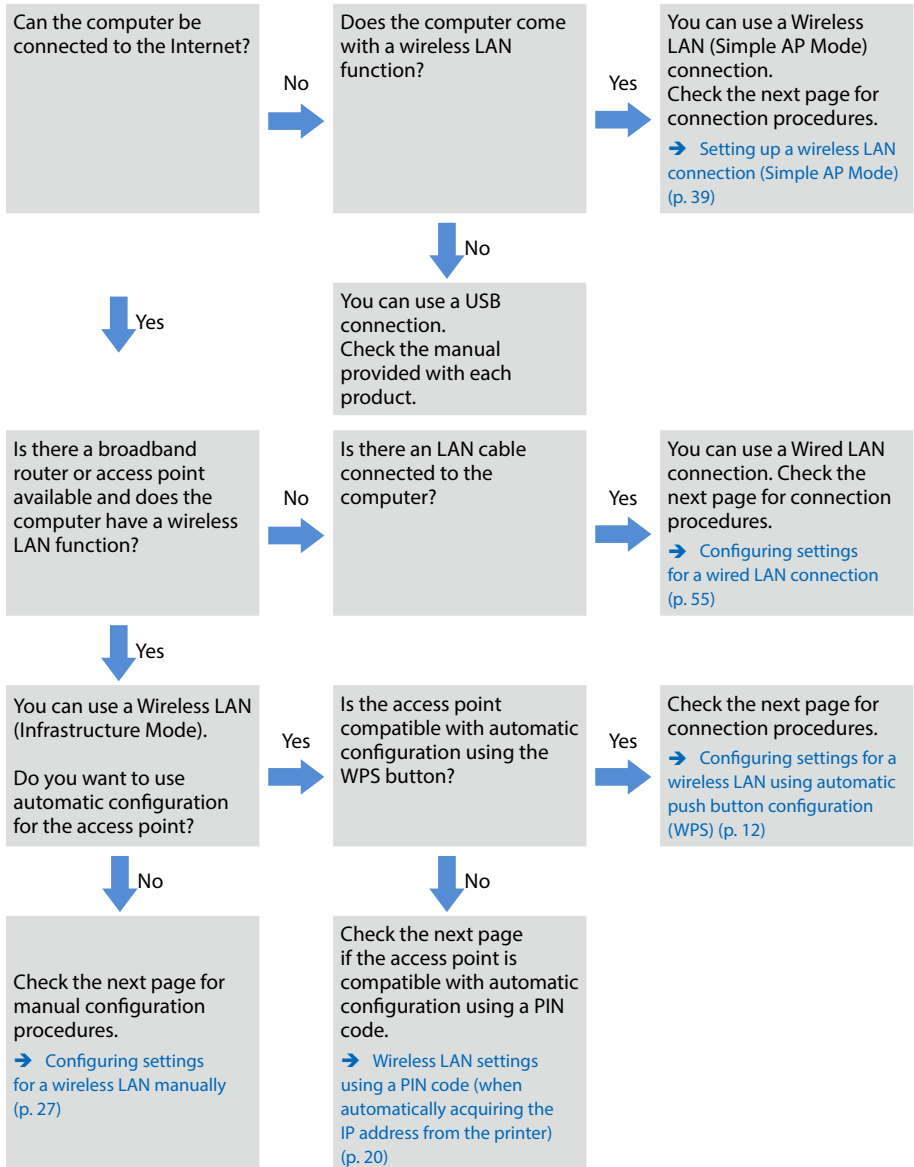 Can the computer be
connected to the Internet?
No
Does the computer come
with a wireless LAN
function?
Yes
You can use a Wireless
LAN (Simple AP Mode)
connection.
Check the next page for
connection procedures.
➔ Setting up a wireless LAN
connection (Simple AP Mode)
(p. 39)
No
You can use a USB
connection.
Check the manual
provided with each
product.
Yes
Is there a broadband
router or access point
available and does the
computer have a wireless
LAN function?
No
Is there an LAN cable
connected to the
computer?
Yes
You can use a Wired LAN
connection. Check the
next page for connection
procedures.
➔ Configuring settings
for a wired LAN connection
(p. 55)
Yes
You can use a Wireless LAN
(Infrastructure Mode).
Do you want to use
automatic configuration
for the access point?
Yes
Is the access point
compatible with automatic
configuration using the
WPS button?
Yes
Check the next page for
connection procedures.
➔ Configuring settings for a
wireless LAN using automatic
push button configuration
(WPS) (p. 12)
No
Check the next page for
manual configuration
procedures.
➔ Configuring settings
for a wireless LAN manually
(p. 27)
No
Check the next page
if the access point is
compatible with automatic
configuration using a PIN
code.
➔ Wireless LAN settings
using a PIN code (when
automatically acquiring the
IP address from the printer)
(p. 20)